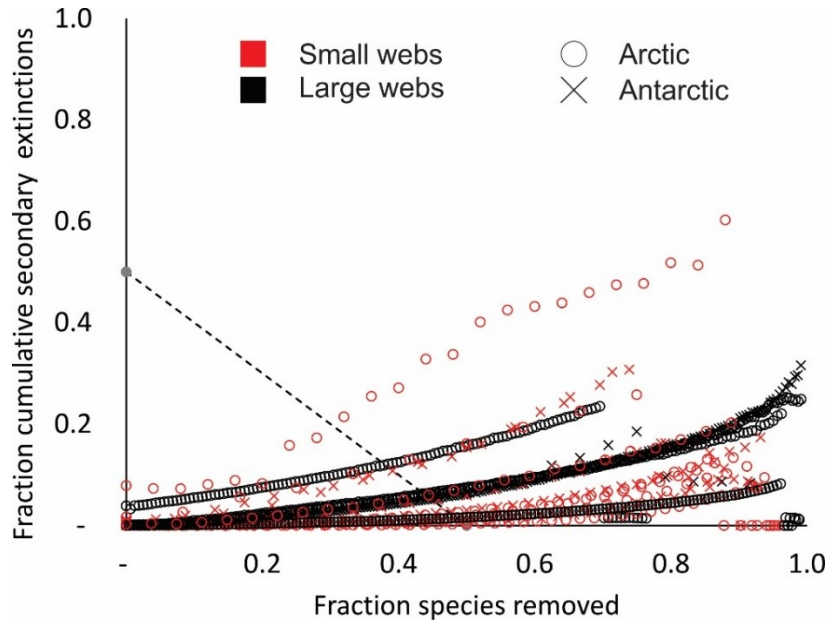 Fraction cumulative secondary extinctions
1.0
0.8
0.6
0.4
0.2
-
Small webs
Large webs
Arctic
Antarctic
- 0.2 0.4 0.6 0.8 1.0
Fraction species removed